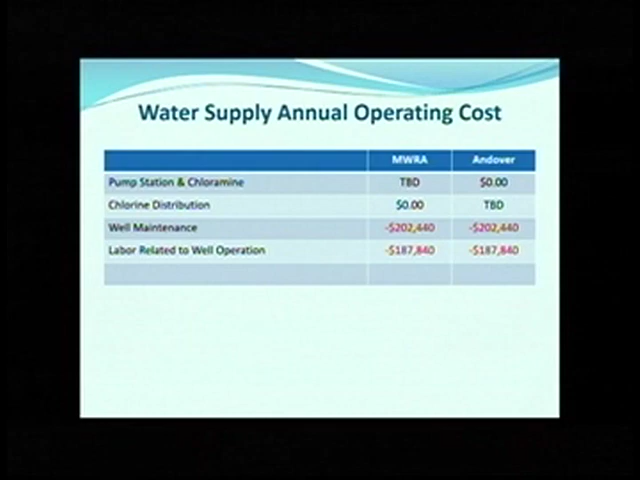 Water Supply Annual Operating Cost
MWRA Andover
Pump Station & Chloramine TBD $0.00
Chlorine Distribution $0.00 TBD
Well Maintenance -$202,440 -$202,440
Labor Related to Well Operation -$187,840 -$187,840